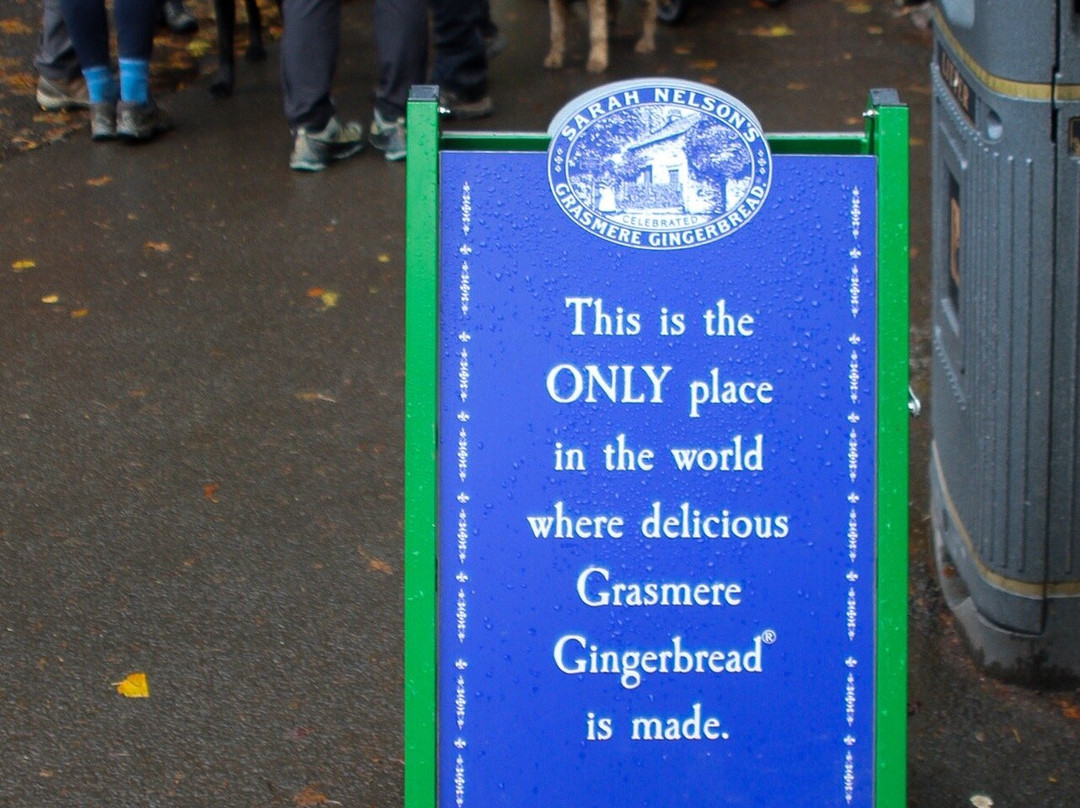 SARAH NELSON'S
CELEBRATED
GRASMERE GINGERBREAD.
This is the
ONLY place
in the world
where delicious
Grasmere
Gingerbread®
is made.